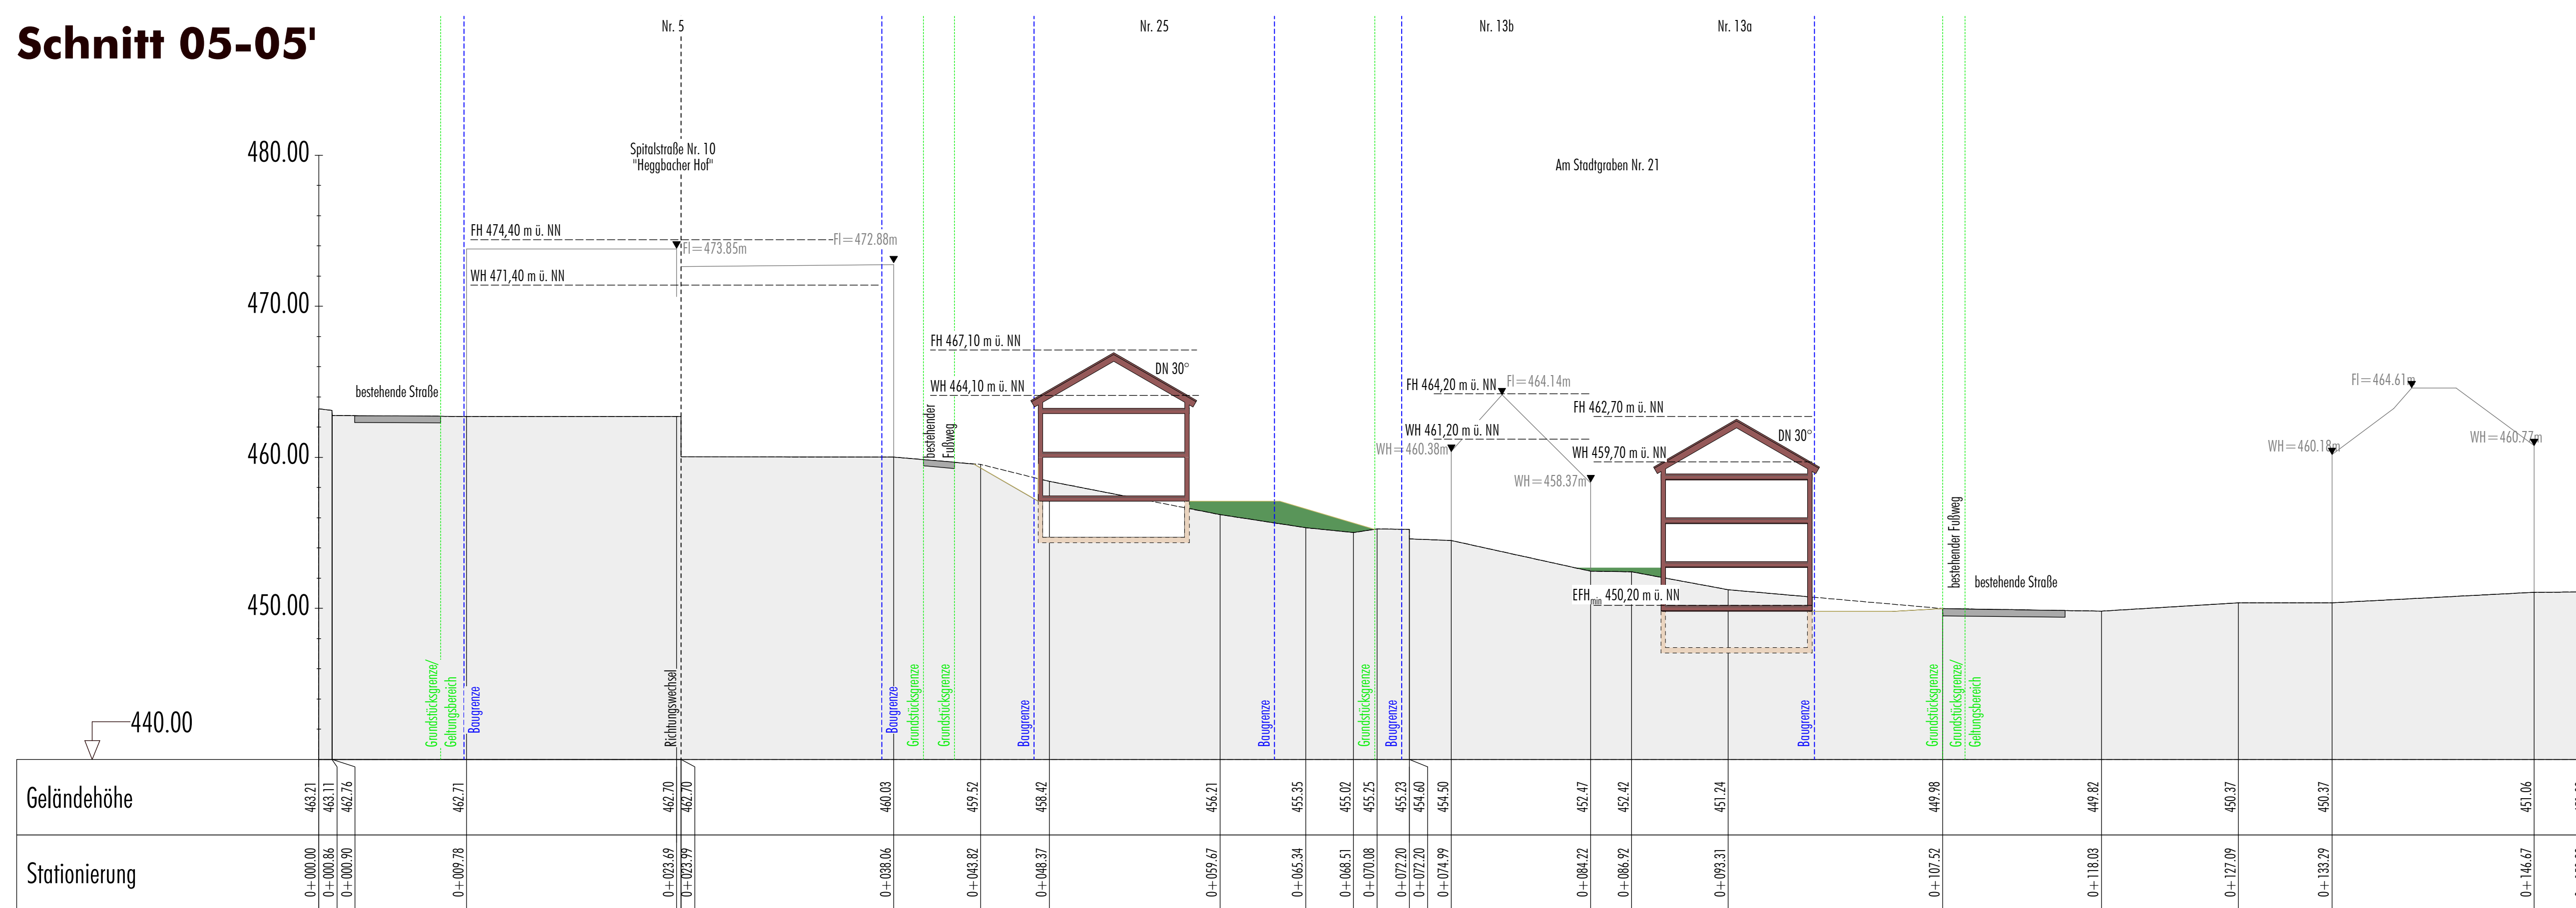 Schnitt 05-05'
Nr. 5
Nr. 25
Nr. 13b
Nr. 13a
480.00
470.00
460.00
450.00
440.00
Spitalstraße Nr. 10
"Heggbacher Hof"
Am Stadtgraben Nr. 21
FH 474,40 m ü. NN
Fl=473.85m
Fl=472.88m
WH 471,40 m ü. NN
bestehende Straße
FH 467,10 m ü. NN
WH 464,10 m ü. NN
DN 30°
bestehender
Fußweg
FH 464,20 m ü. NN
Fl=464.14m
WH 461,20 m ü. NN
WH=460.38m
WH=458.37m
FH 462,70 m ü. NN
WH 459,70 m ü. NN
DN 30°
EFHmin 450,20 m ü. NN
bestehender Fußweg
bestehende Straße
Fl=464.61m
WH=460.18m
WH=460.77m
Grundstücksgrenze/
Geltungsbereich
Baugrenze
Richtungswechsel
Baugrenze
Grundstücksgrenze
Grundstücksgrenze
Baugrenze
Baugrenze
Grundstücksgrenze
Baugrenze
Baugrenze
Grundstücksgrenze
Grundstücksgrenze/
Geltungsbereich
Geländehöhe
463.21
463.11
462.76
462.71
462.70
462.70
460.03
459.52
458.42
456.21
455.35
455.02
455.25
455.23
454.60
454.50
452.47
452.42
451.24
449.98
449.82
450.37
450.37
451.06
Stationierung
0+000.00
0+000.86
0+000.90
0+009.78
0+023.69
0+023.99
0+0388.06
0+043.82
0+048.37
0+059.67
0+065.34
0+068.51
0+070.08
0+072.20
0+072.20
0+074.99
0+084.22
0+086.92
0+093.31
0+107.52
0+118.03
0+127.09
0+133.29
0+146.67